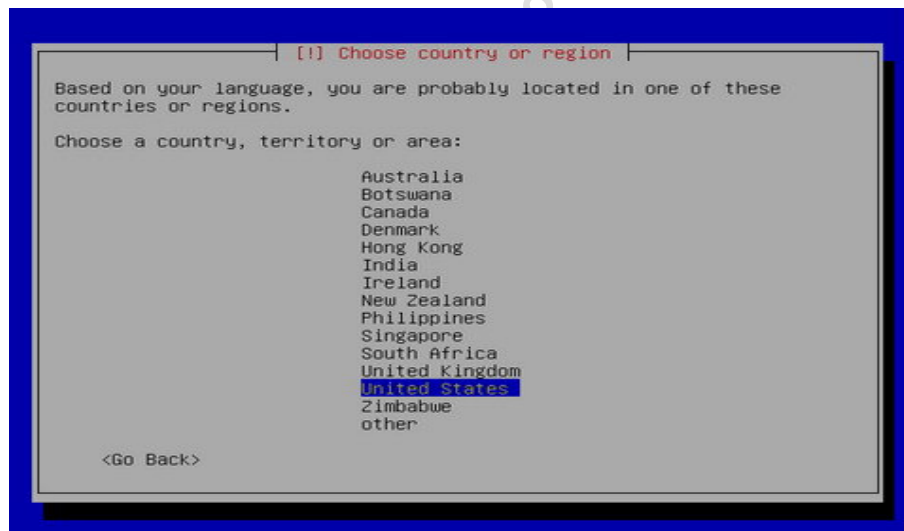 [!] Choose country or region
Based on your language, you are probably located in one of these
countries or regions.
Choose a country, territory or area:
Australia
Botswana
Canada
Denmark
Hong Kong
India
Ireland
New Zealand
Philippines
Singapore
South Africa
United Kingdom
United States
Zimbabwe
other
<Go Back>